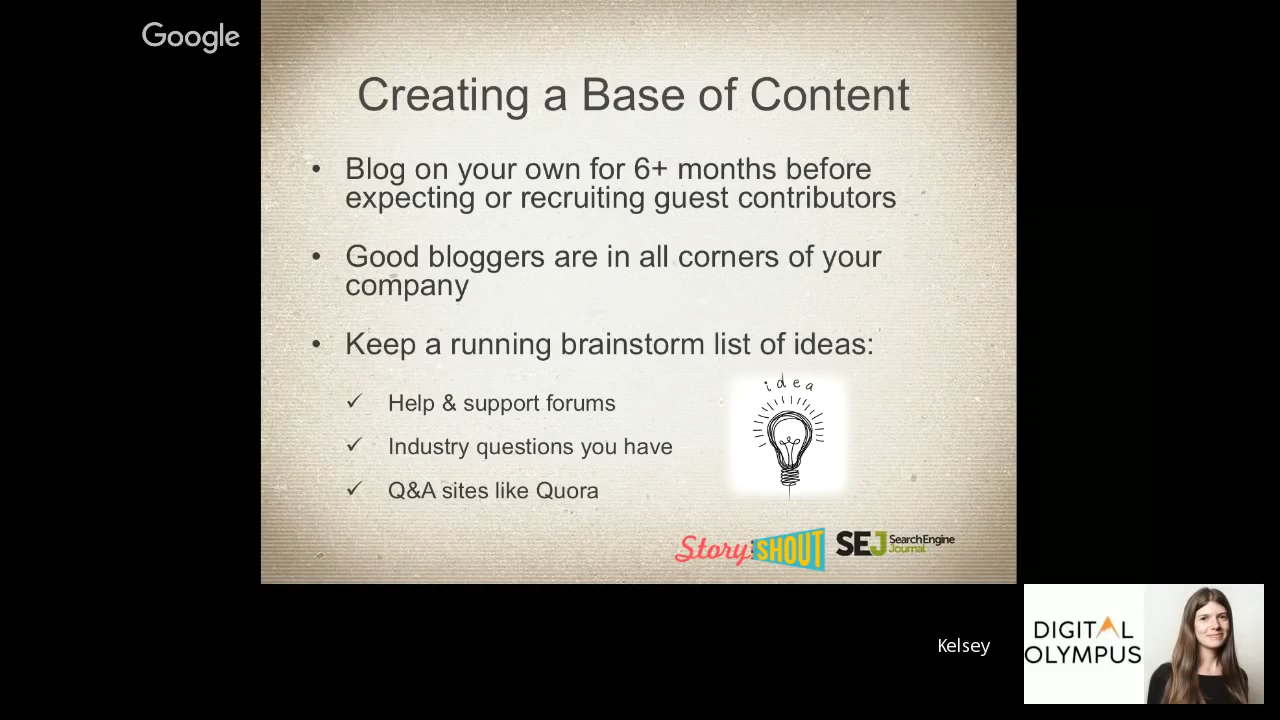 Google
Creating a Base of Content
• Blog on your own for 6+ months before
expecting or recruiting guest contributors
• Good bloggers are in all corners of your
company
• Keep a running brainstorm list of ideas:
✓ Help & support forums
✓ Industry questions you have
✓ Q&A sites like Quora
idea
Story SHOUT
SEJ Search Engine
Journal
Kelsey
DIGITAL
OLYMPUS